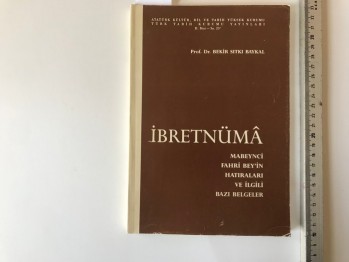 ATATÜRK KÜLTÜR, DİL VE TARİH YÜKSEK KURUMU
TÜRK TARİH KURUMU YAYINLARI
Prof. Dr. BEKİR SITKI BAYKAL
İBRETNÜMÂ
MABEYNCİ
FAHRİ BEY'İN
HATIRALARI
VE İLGİLİ
BAZI BELGELER